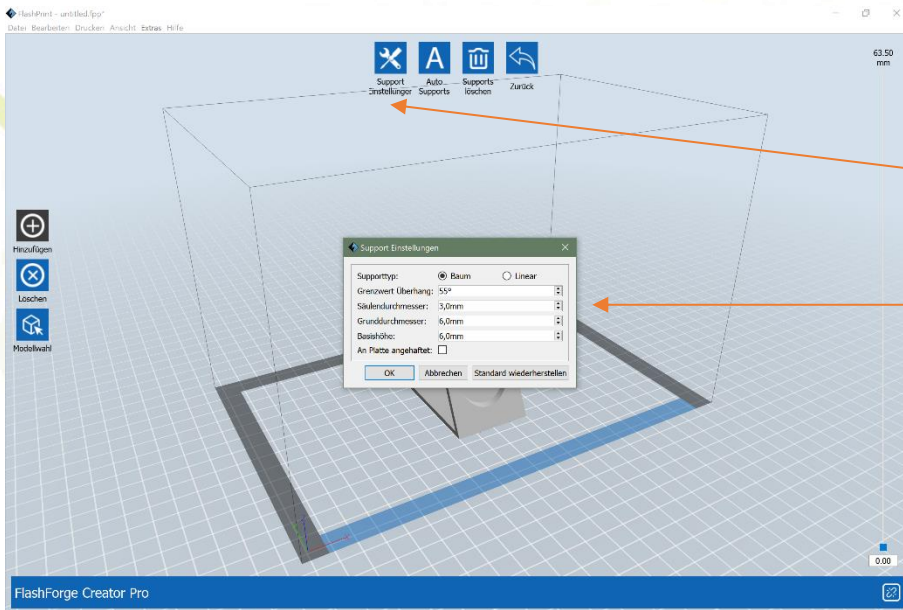 FlashPrint - untitled.fpp*
Datei Bearbeiten Drucken Ansicht Extras Hilfe
63.50
mm
Support
Einstellungen
Auto...
Supports
Supports
löschen
Zurück
Hinzufügen
Löschen
Modellwahl
Support Einstellungen
Supporttyp: Baum Linear
Grenzwert Überhang: 55°
Säulendurchmesser: 3,0mm
Grunddurchmesser: 6,0mm
Basishöhe: 6,0mm
An Platte angehaftet:
OK Abbrechen Standard wiederherstellen
0.00
FlashForge Creator Pro